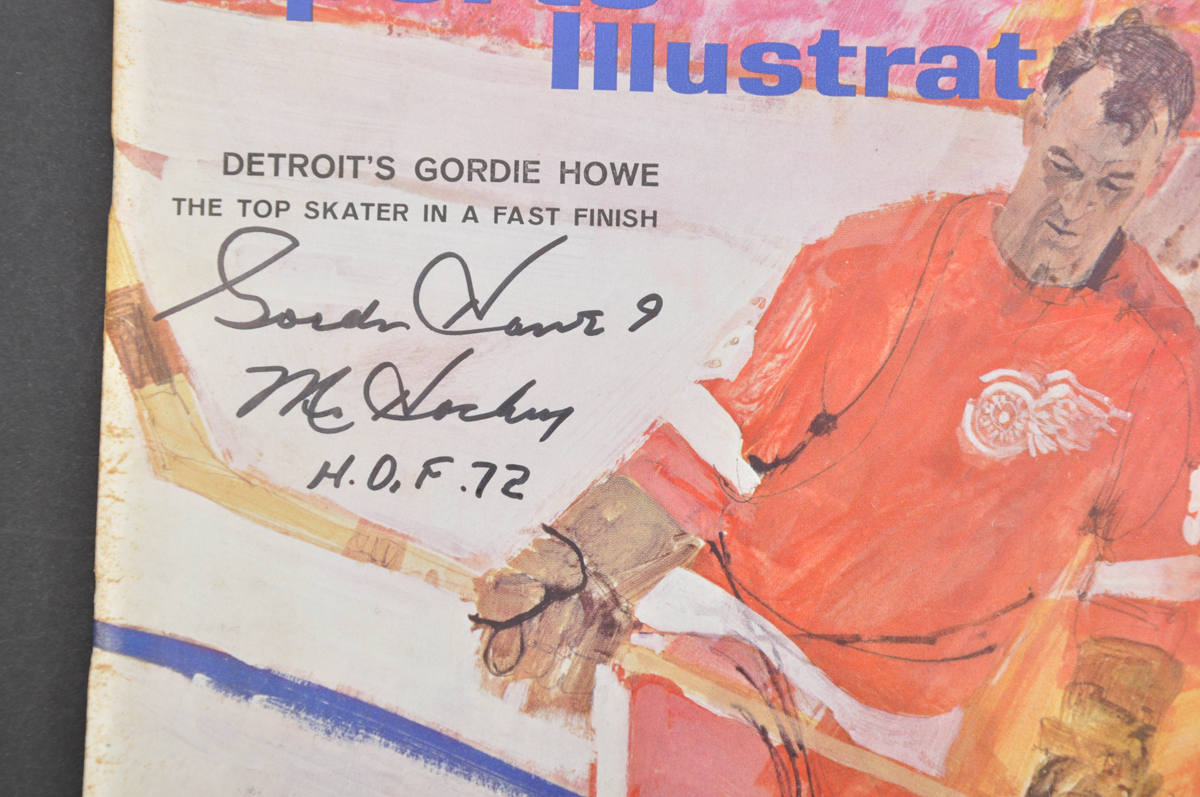 Illustrat
DETROIT'S GORDIE HOWE
THE TOP SKATER IN A FAST FINISH
Gordie Howe 9
Mr Hockey
H.O.F. 72